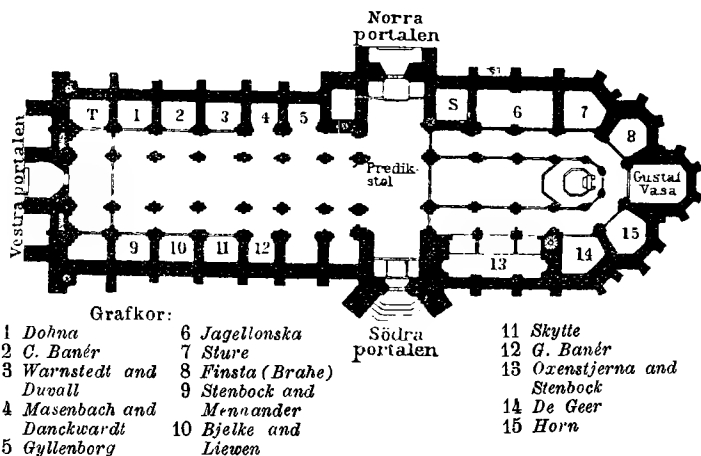 Norra
portalen
T 1 2 3 4 5 S 6 7
8
Predik-
stol
Gustaf
Vasa
Vestra portalen
9 10 11 12 13 14 15
Södra
portalen
Grafkor:
1 Dohna
2 C. Banér
3 Warnstedt and
Duvall
4 Masenbach and
Danckwardt
5 Gyllenborg
6 Jagellonska
7 Sture
8 Finsta (Brahe)
9 Stenbock and
Mennander
10 Bjelke and
Liewen
11 Skytte
12 G. Banér
13 Oxenstjerna and
Stenbock
14 De Geer
15 Horn